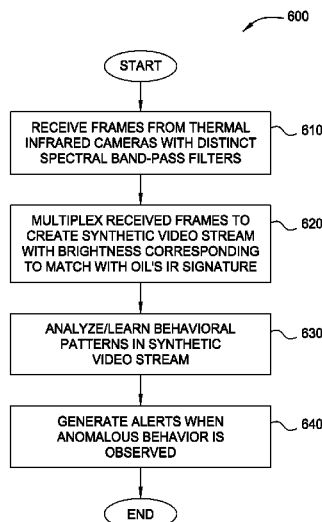 600
START
RECEIVE FRAMES FROM THERMAL
INFRARED CAMERAS WITH DISTINCT
SPECTRAL BAND-PASS FILTERS
610
MULTIPLEX RECEIVED FRAMES TO
CREATE SYNTHETIC VIDEO STREAM
WITH BRIGHTNESS CORRESPONDING
TO MATCH WITH OIL'S IR SIGNATURE
620
ANALYZE/LEARN BEHAVIORAL
PATTERNS IN SYNTHETIC
VIDEO STREAM
630
GENERATE ALERTS WHEN
ANOMALOUS BEHAVIOR IS
OBSERVED
640
END